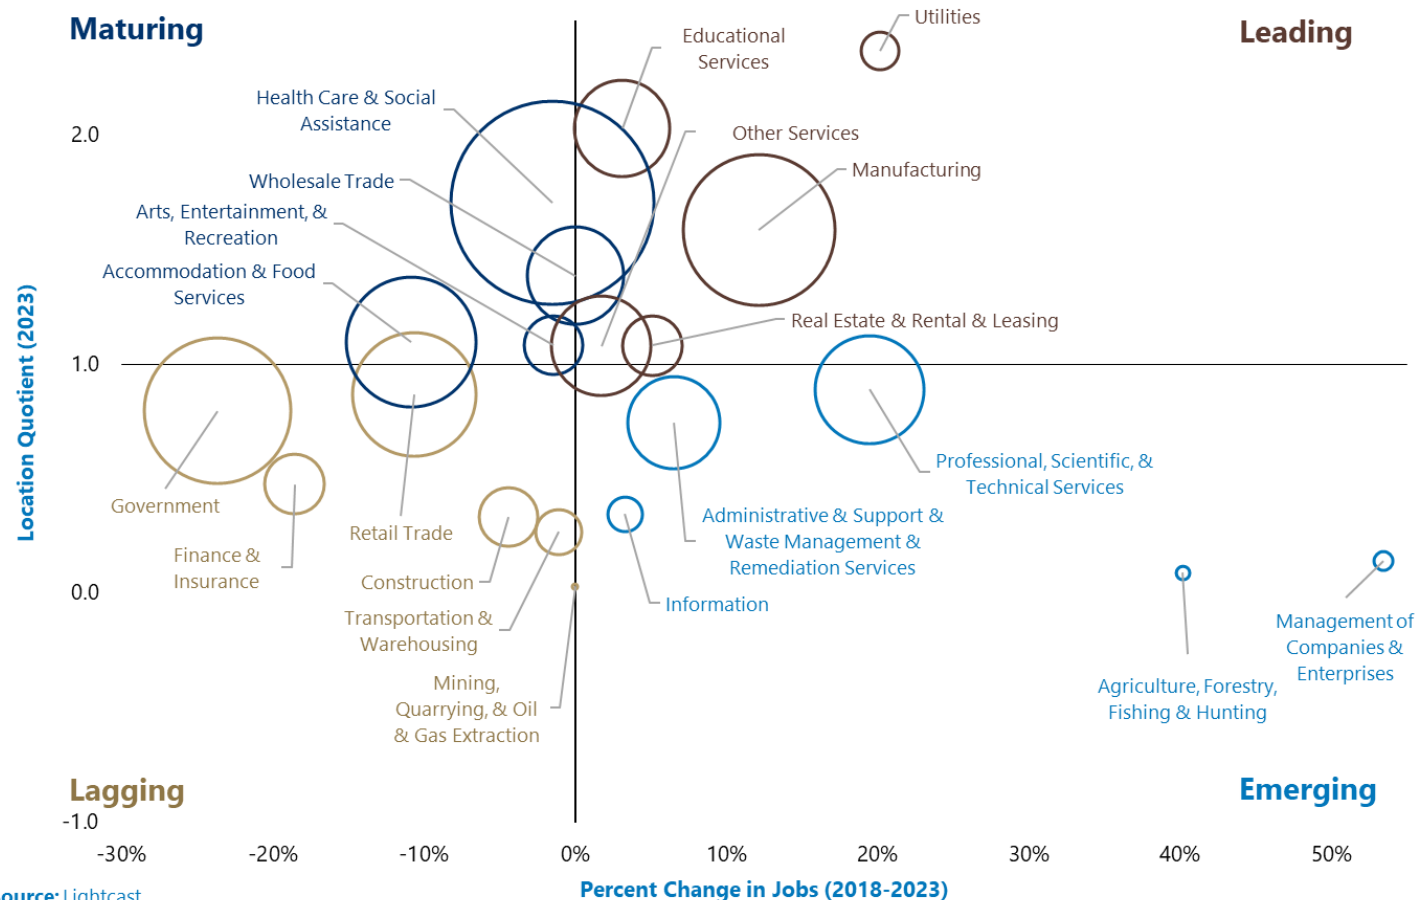 Maturing
Leading
Utilities
Educational
Services
Health Care & Social
Assistance
2.0
Other Services
Manufacturing
Wholesale Trade
Arts, Entertainment, &
Recreation
Accommodation & Food
Services
Real Estate & Rental & Leasing
1.0
Location Quotient (2023)
Professional, Scientific, &
Technical Services
Government
Retail Trade
Finance &
Insurance
Administrative & Support &
Waste Management &
Remediation Services
Construction
0.0
Information
Transportation &
Warehousing
Management of
Companies &
Enterprises
Mining,
Quarrying, & Oil
& Gas Extraction
Agriculture, Forestry,
Fishing & Hunting
Lagging
Emerging
-1.0
-30% -20% -10% 0% 10% 20% 30% 40% 50%
Percent Change in Jobs (2018-2023)
ource: Lightcast